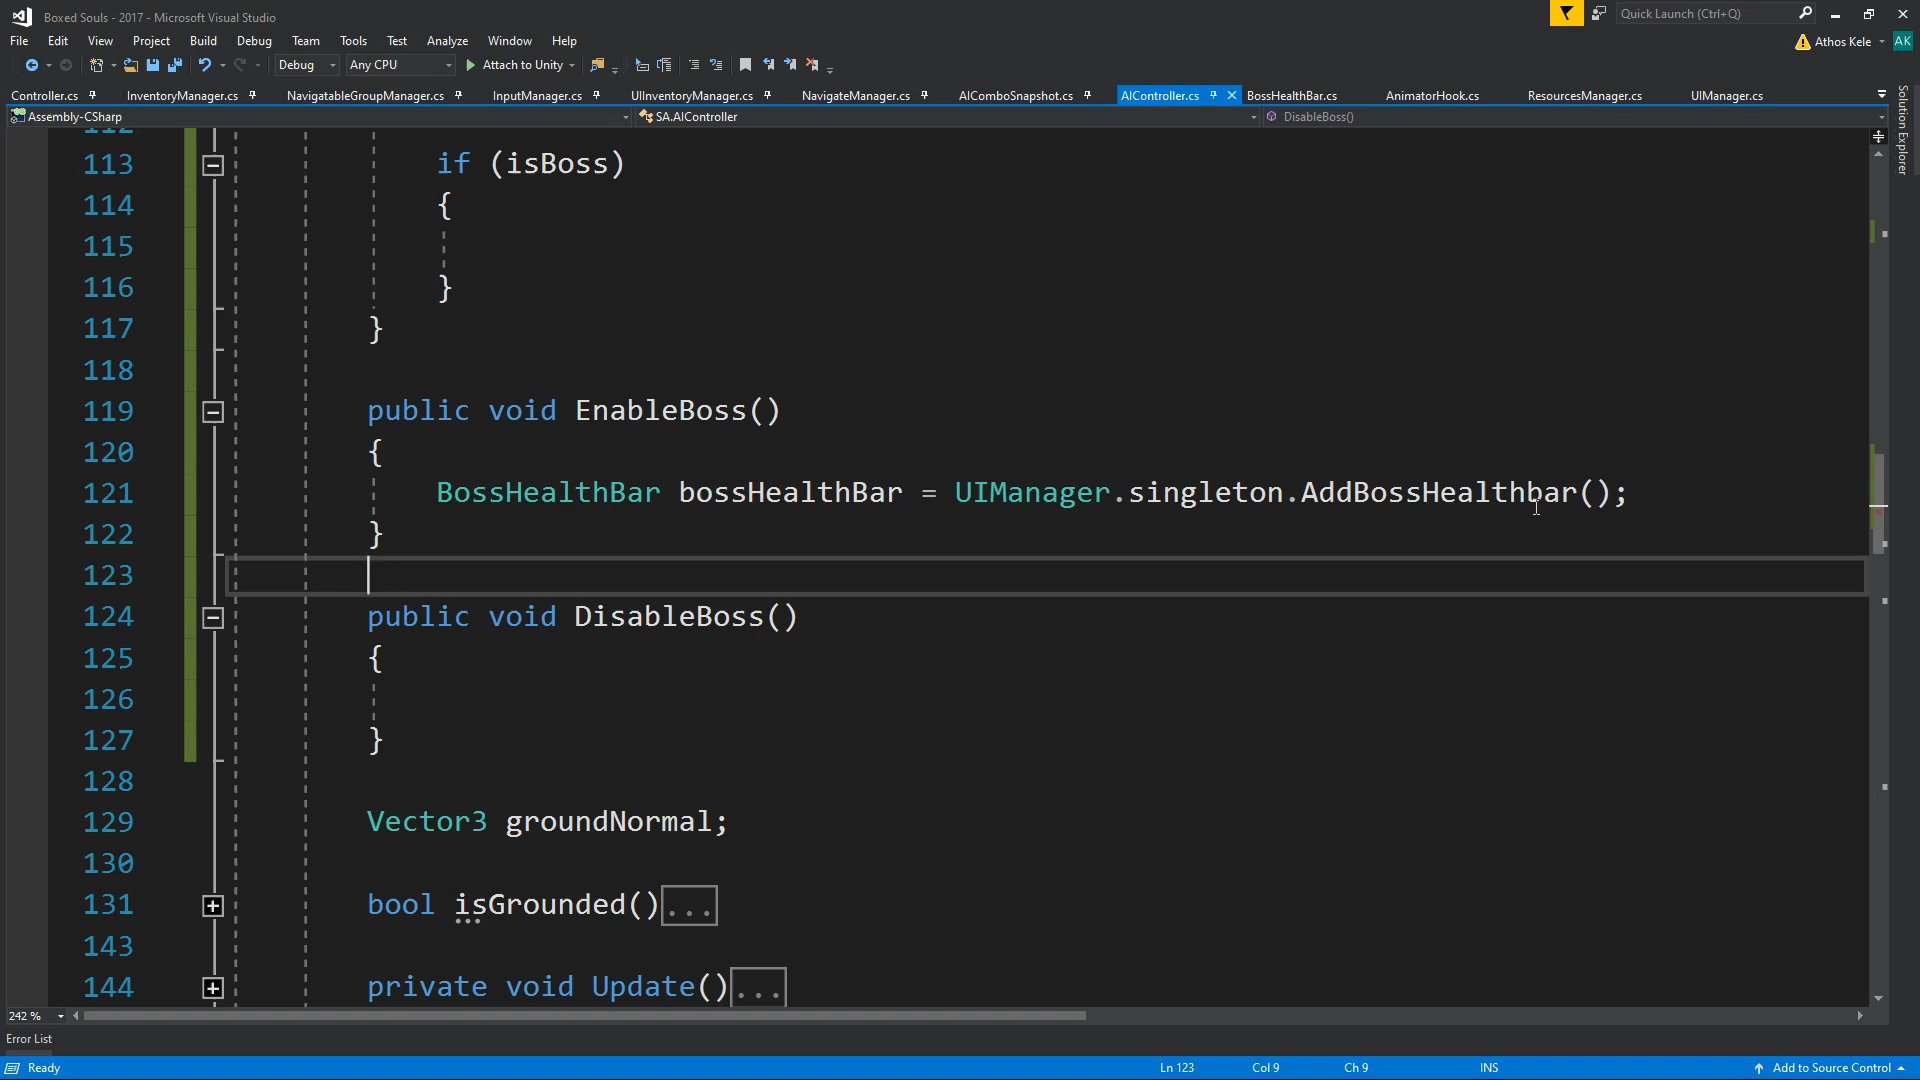 Boxed Souls - 2017 - Microsoft Visual Studio
Quick Launch (Ctrl+Q)
File Edit View Project Build Debug Team Tools Test Analyze Window Help
Athos Kele AK
Debug Any CPU Attach to Unity
Controller.cs InventoryManager.cs NavigatableGroupManager.cs InputManager.cs UIInventoryManager.cs NavigateManager.cs AIComboSnapshot.cs AIController.cs BossHealthBar.cs AnimatorHook.cs ResourcesManager.cs UIManager.cs
Solution Explorer
Assembly-CSharp SA.AIController DisableBoss()
112
113 if (isBoss)
114 {
115
116 }
117 }
118
119 public void EnableBoss()
120 {
121 BossHealthBar bossHealthBar = UIManager.singleton.AddBossHealthbar();
122 }
123
124 public void DisableBoss()
125 {
126
127 }
128
129 Vector3 groundNormal;
130
131 bool isGrounded()...
143
144 private void Update()...
242 %
Error List
Ready Ln 123 Col 9 Ch 9 INS Add to Source Control